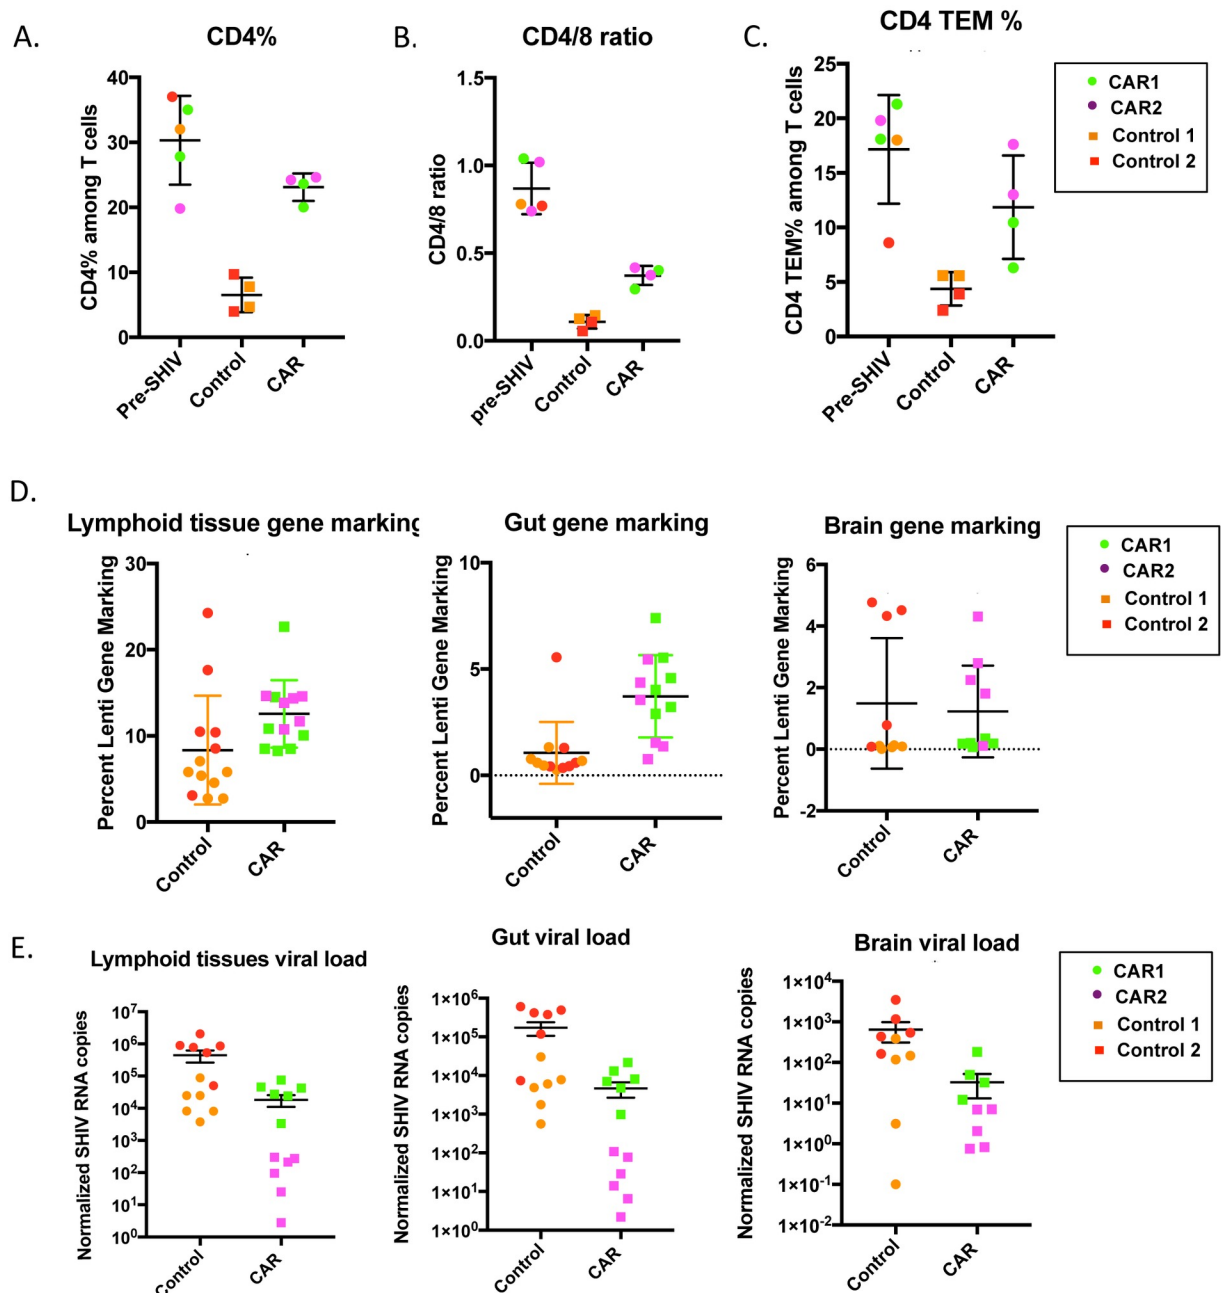 A.
CD4%
CD4% among T cells
40
30
20
10
0
Pre-SHIV
Control
CAR
B.
CD4/8 ratio
CD4/8 ratio
1.5
1.0
0.5
0.0
pre-SHIV
Control
CAR
C.
CD4 TEM %
CD4 TEM% among T cells
25
20
15
10
5
0
Pre-SHIV
Control
CAR
CAR1
CAR2
Control 1
Control 2
D.
Lymphoid tissue gene marking
Percent Lenti Gene Marking
30
20
10
0
Control
CAR
Gut gene marking
Percent Lenti Gene Marking
10
5
0
Control
CAR
Brain gene marking
Percent Lenti Gene Marking
6
4
2
0
-2
Control
CAR
CAR1
CAR2
Control 1
Control 2
E.
Lymphoid tissues viral load
Normalized SHIV RNA copies
10⁷
10⁶
10⁵
10⁴
10³
10²
10¹
10⁰
Control
CAR
Gut viral load
Normalized SHIV RNA copies
1×10⁶
1×10⁵
1×10⁴
1×10³
1×10²
1×10¹
1×10⁰
Control
CAR
Brain viral load
Normalized SHIV RNA copies
1×10⁴
1×10³
1×10²
1×10¹
1×10⁰
1×10⁻¹
1×10⁻²
Control
CAR
CAR1
CAR2
Control 1
Control 2